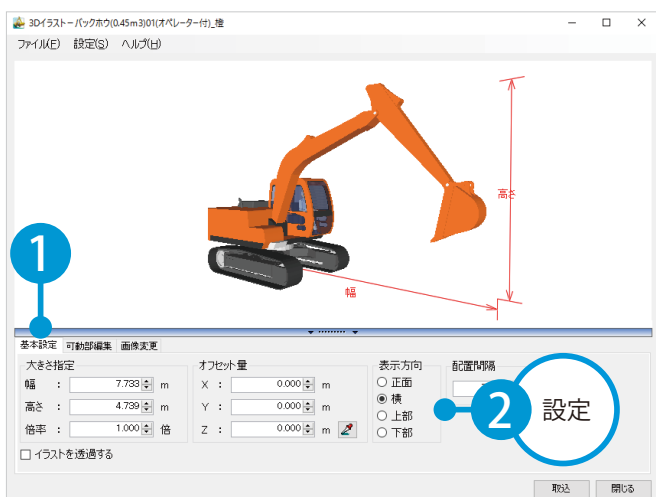 3Dイラスト - バックホウ(0.45m3)01(オペレーター付)_橙
ファイル(F) 設定(S) ヘルプ(H)
高さ
幅
1
基本設定 可動部編集 画像変更
大きさ指定 オフセット量 表示方向 配置間隔
幅 : 7.733 m X : 0.000 m 正面
高さ : 4.739 m Y : 0.000 m 横
倍率 : 1.000 倍 Z : 0.000 m 上部
下部
2 設定
イラストを透過する
取込 閉じる